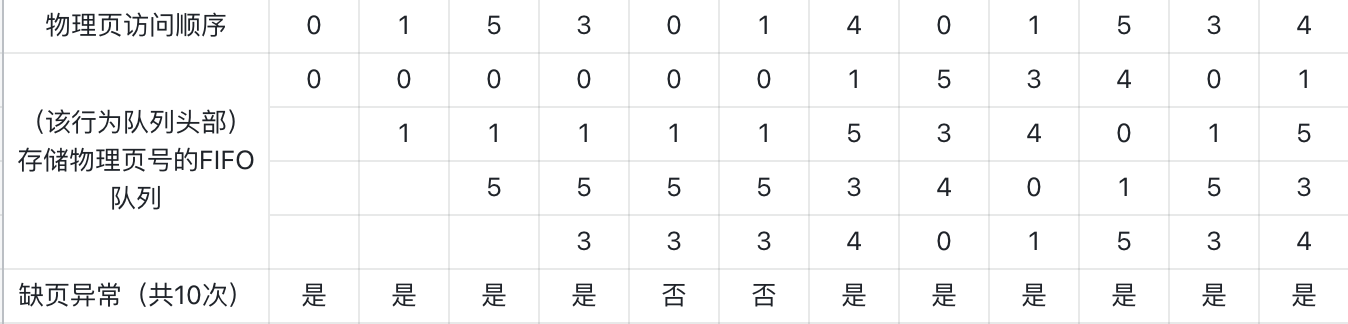 物理页访问顺序 0 1 5 3 0 1 4 0 1 5 3 4
(该行为队列头部)
存储物理页号的FIFO
队列
0 0 0 0 0 0 1 5 3 4 0 1
1 1 1 1 1 5 3 4 0 1 5
5 5 5 5 3 4 0 1 5 3
3 3 3 4 0 1 5 3 4
缺页异常（共10次） 是 是 是 是 否 否 是 是 是 是 是 是